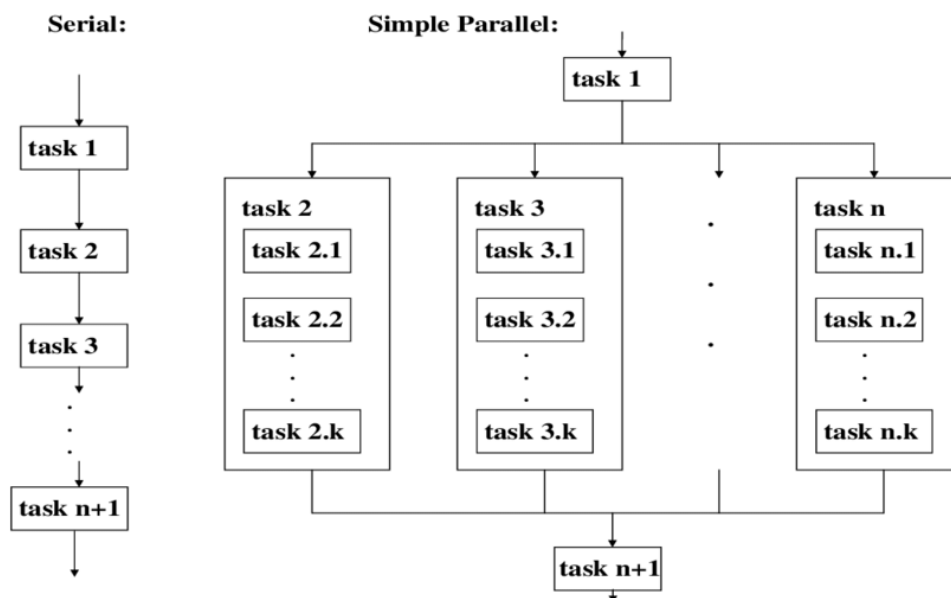 Serial:
task 1
task 2
task 3
task n+1
Simple Parallel:
task 1
task 2
task 2.1
task 2.2
task 2.k
task 3
task 3.1
task 3.2
task 3.k
task n
task n.1
task n.2
task n.k
task n+1